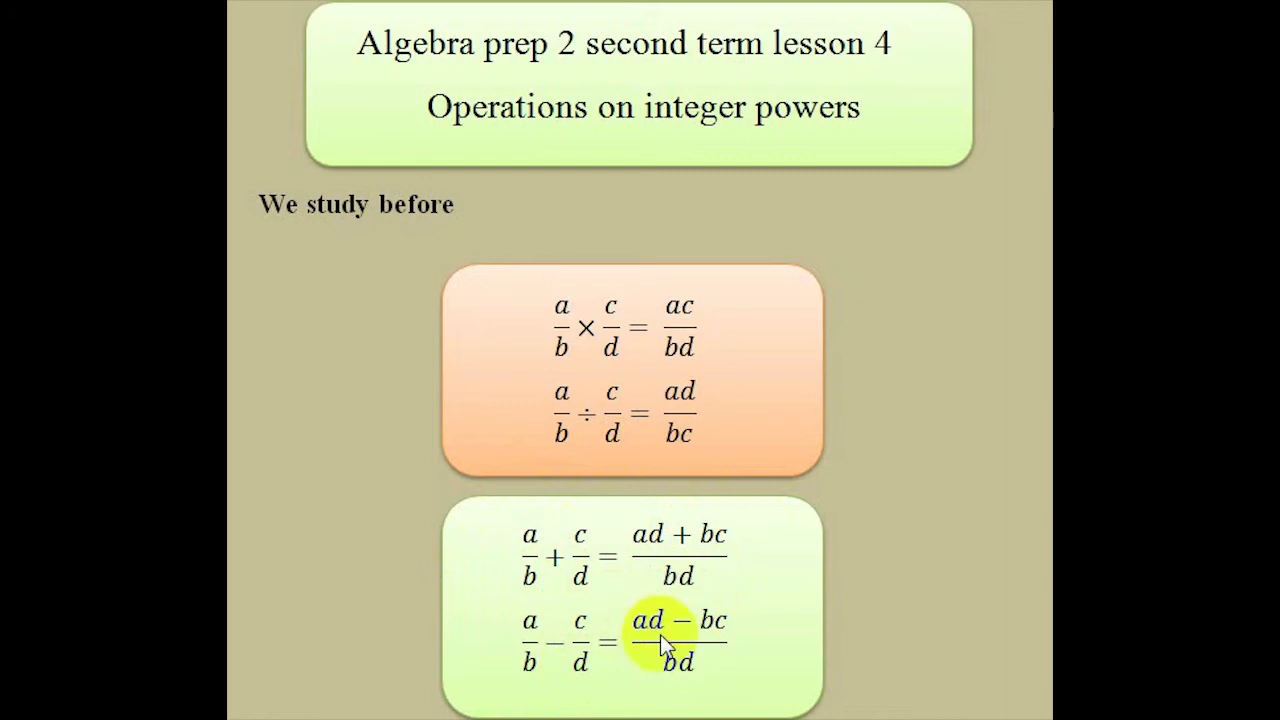 Algebra prep 2 second term lesson 4
Operations on integer powers
We study before
a/b × c/d = ac/bd
a/b ÷ c/d = ad/bc
a/b + c/d = (ad + bc)/bd
a/b − c/d = (ad − bc)/bd